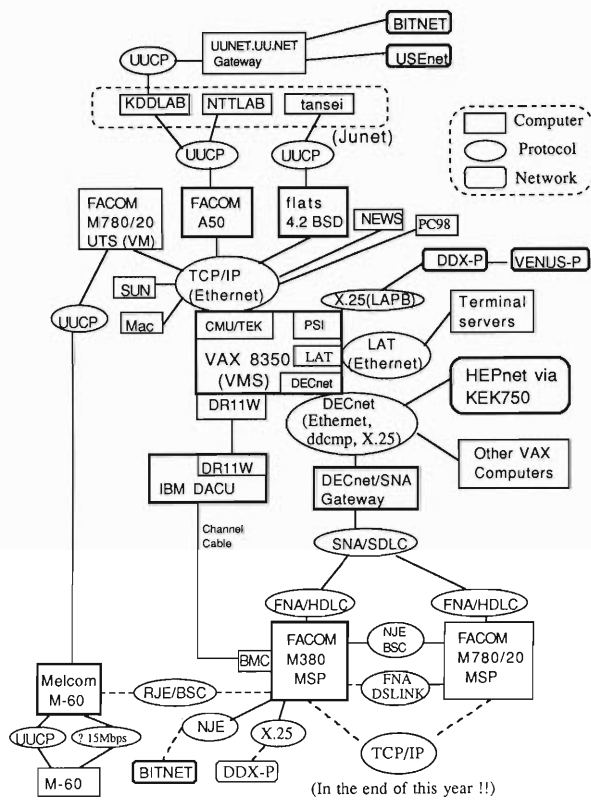 BITNET
UUNET.UU.NET
Gateway
UUCP
USEnet
KDDLAB
NTTLAB
tansei
(Junet)
Computer
Protocol
Network
UUCP
UUCP
FACOM
M780/20
UTS (VM)
FACOM
A50
flats
4.2 BSD
NEWS
PC98
TCP/IP
(Ethernet)
DDX-P
VENUS-P
SUN
X.25(LAPB)
Mac
UUCP
CMU/TEK
PSI
Terminal
servers
VAX 8350
(VMS)
LAT
LAT
(Ethernet)
DECnet
HEPnet via
KEK750
DR11W
DECnet
(Ethernet,
ddcmp, X.25)
Other VAX
Computers
DR11W
IBM DACU
DECnet/SNA
Gateway
Channel
Cable
SNA/SDLC
FNA/HDLC
FNA/HDLC
BMC
FACOM
M380
MSP
NJE
BSC
FNA
DSLINK
FACOM
M780/20
MSP
Melcom
M-60
RJE/BSC
UUCP
? 15Mbps
NJE
X.25
TCP/IP
M-60
BITNET
DDX-P
(In the end of this year !!)